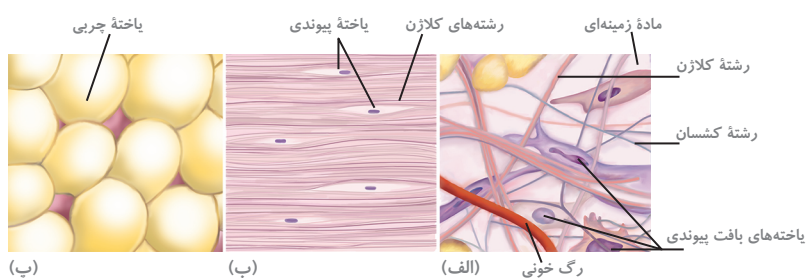 مادهٔ زمینه‌ای
رشتهٔ کلاژن
رشتهٔ کشسان
یاخته‌های بافت پیوندی
رگ خونی
(الف)
رشته‌های کلاژن
یاختهٔ پیوندی
(ب)
یاختهٔ چربی
(پ)